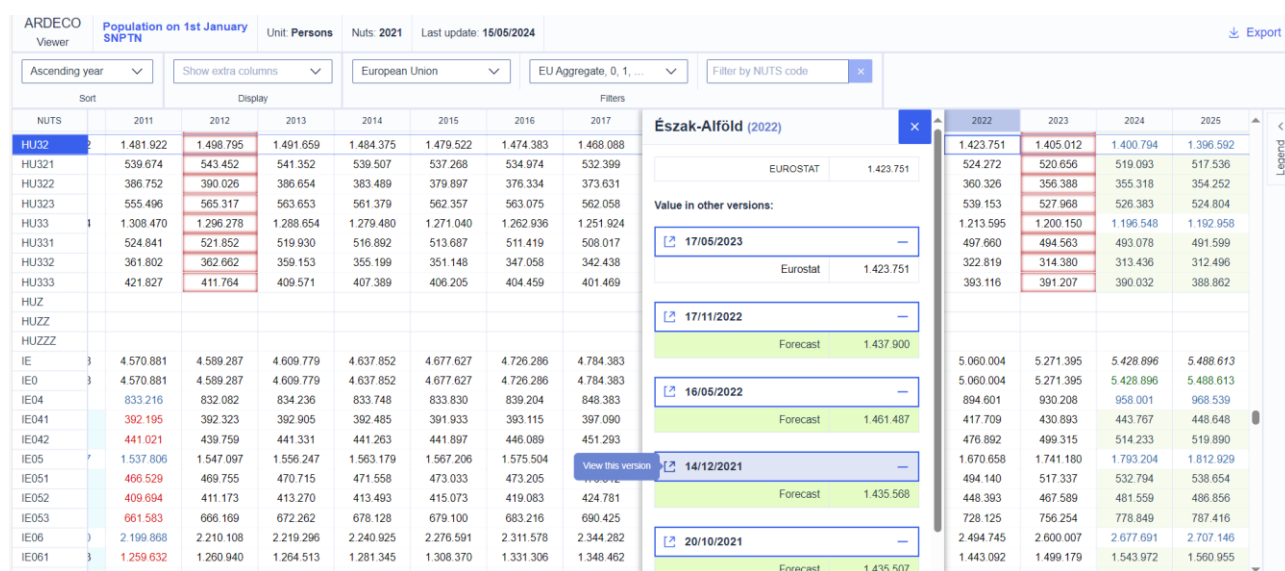 ARDECO Viewer
Population on 1st January SNPTN
Unit: Persons
Nuts: 2021
Last update: 15/05/2024
Export
Ascending year
Show extra columns
European Union
EU Aggregate, 0, 1, ...
Filter by NUTS code
Sort
Display
Filters
NUTS 2011 2012 2013 2014 2015 2016 2017 2022 2023 2024 2025
HU32 2 1.481.922 1.498.795 1.491.659 1.484.375 1.479.522 1.474.383 1.468.088 1.423.751 1.405.012 1.400.794 1.396.592
HU321 539.674 543.452 541.352 539.507 537.268 534.974 532.399 524.272 520.656 519.093 517.536
HU322 386.752 390.026 386.654 383.489 379.897 376.334 373.631 360.326 356.388 355.318 354.252
HU323 555.496 565.317 563.653 561.379 562.357 563.075 562.058 539.153 527.968 526.383 524.804
HU33 1.308.470 1.296.278 1.288.654 1.279.480 1.271.040 1.262.936 1.251.924 1.213.595 1.200.150 1.196.548 1.192.958
HU331 524.841 521.852 519.930 516.892 513.687 511.419 508.017 497.660 494.563 493.078 491.599
HU332 361.802 362.662 359.153 355.199 351.148 347.058 342.438 322.819 314.380 313.436 312.496
HU333 421.827 411.764 409.571 407.389 406.205 404.459 401.469 393.116 391.207 390.032 388.862
HUZ
HUZZ
HUZZZ
IE 4.570.881 4.589.287 4.609.779 4.637.852 4.677.627 4.726.286 4.784.383 5.060.004 5.271.395 5.428.896 5.488.613
IE0 4.570.881 4.589.287 4.609.779 4.637.852 4.677.627 4.726.286 4.784.383 5.060.004 5.271.395 5.428.896 5.488.613
IE04 833.216 832.082 834.236 833.748 833.830 839.204 848.383 894.601 930.208 958.001 968.539
IE041 392.195 392.323 392.905 392.485 391.933 393.115 397.090 417.709 430.893 443.767 448.648
IE042 441.021 439.759 441.331 441.263 441.897 446.089 451.293 476.892 499.315 514.233 519.890
IE05 1.537.806 1.547.097 1.556.247 1.563.179 1.567.206 1.575.504 1.670.658 1.741.180 1.793.204 1.812.929
IE051 466.529 469.755 470.715 471.558 473.033 473.205 494.140 517.337 532.794 538.654
IE052 409.694 411.173 413.270 413.493 415.073 419.083 424.781 448.393 467.589 481.559 486.856
IE053 661.583 666.169 672.262 678.128 679.100 683.216 690.425 728.125 756.254 778.849 787.416
IE06 2.199.868 2.210.108 2.219.296 2.240.925 2.276.591 2.311.578 2.344.282 2.494.745 2.600.007 2.677.691 2.707.146
IE061 1.259.632 1.260.940 1.264.513 1.281.345 1.308.370 1.331.306 1.348.462 1.443.092 1.499.179 1.543.972 1.560.955
Észak-Alföld (2022)
EUROSTAT 1.423.751
Value in other versions:
17/05/2023
Eurostat 1.423.751
17/11/2022
Forecast 1.437.900
16/05/2022
Forecast 1.461.487
View this version
14/12/2021
Forecast 1.435.568
20/10/2021
Forecast 1.435.507
Legend